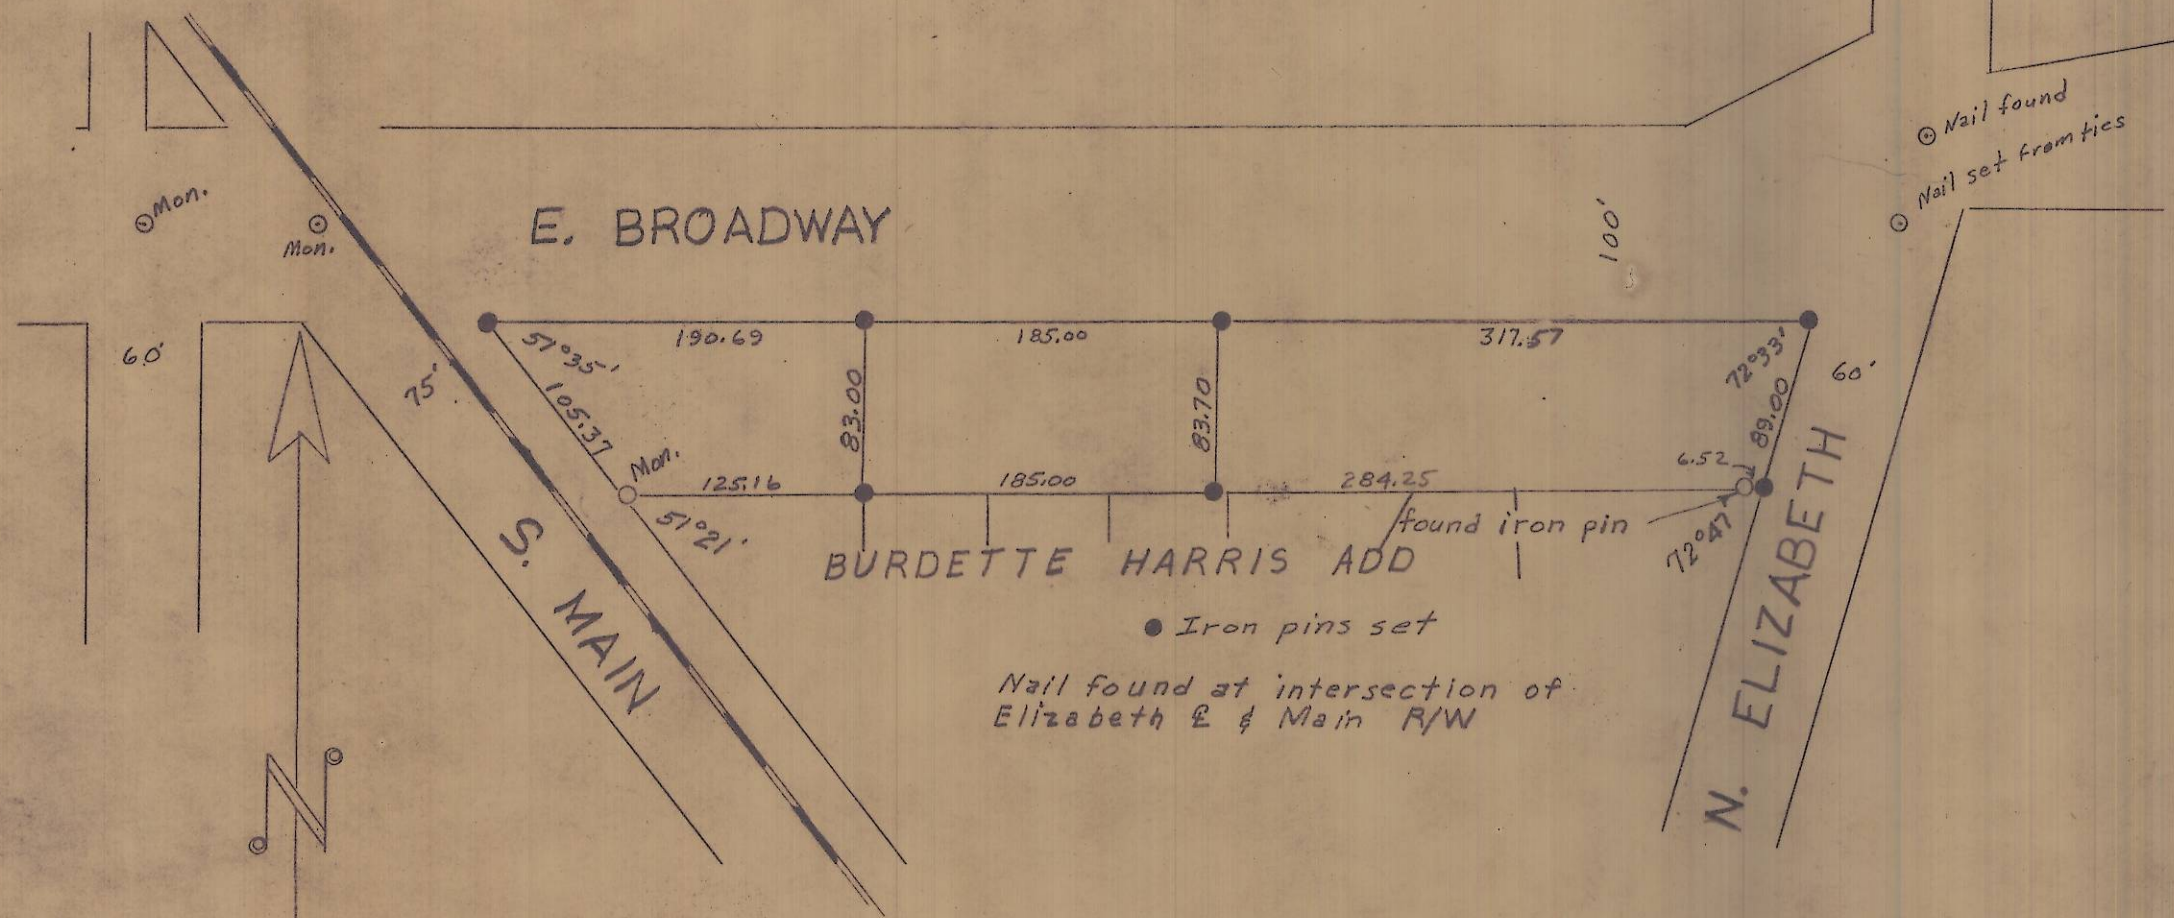 Nail found
Nail set from ties
Mon.
Mon.
E. BROADWAY
100'
60'
75'
51°35'
190.69
185.00
317.57
72°33'
60'
105.37
83.00
83.70
89.00
Mon.
125.16
185.00
284.25
6.52
51°21'
found iron pin
72°47'
S. MAIN
BURDETTE HARRIS ADD
N. ELIZABETH
Iron pins set
Nail found at intersection of
Elizabeth ℄ & Main R/W
N